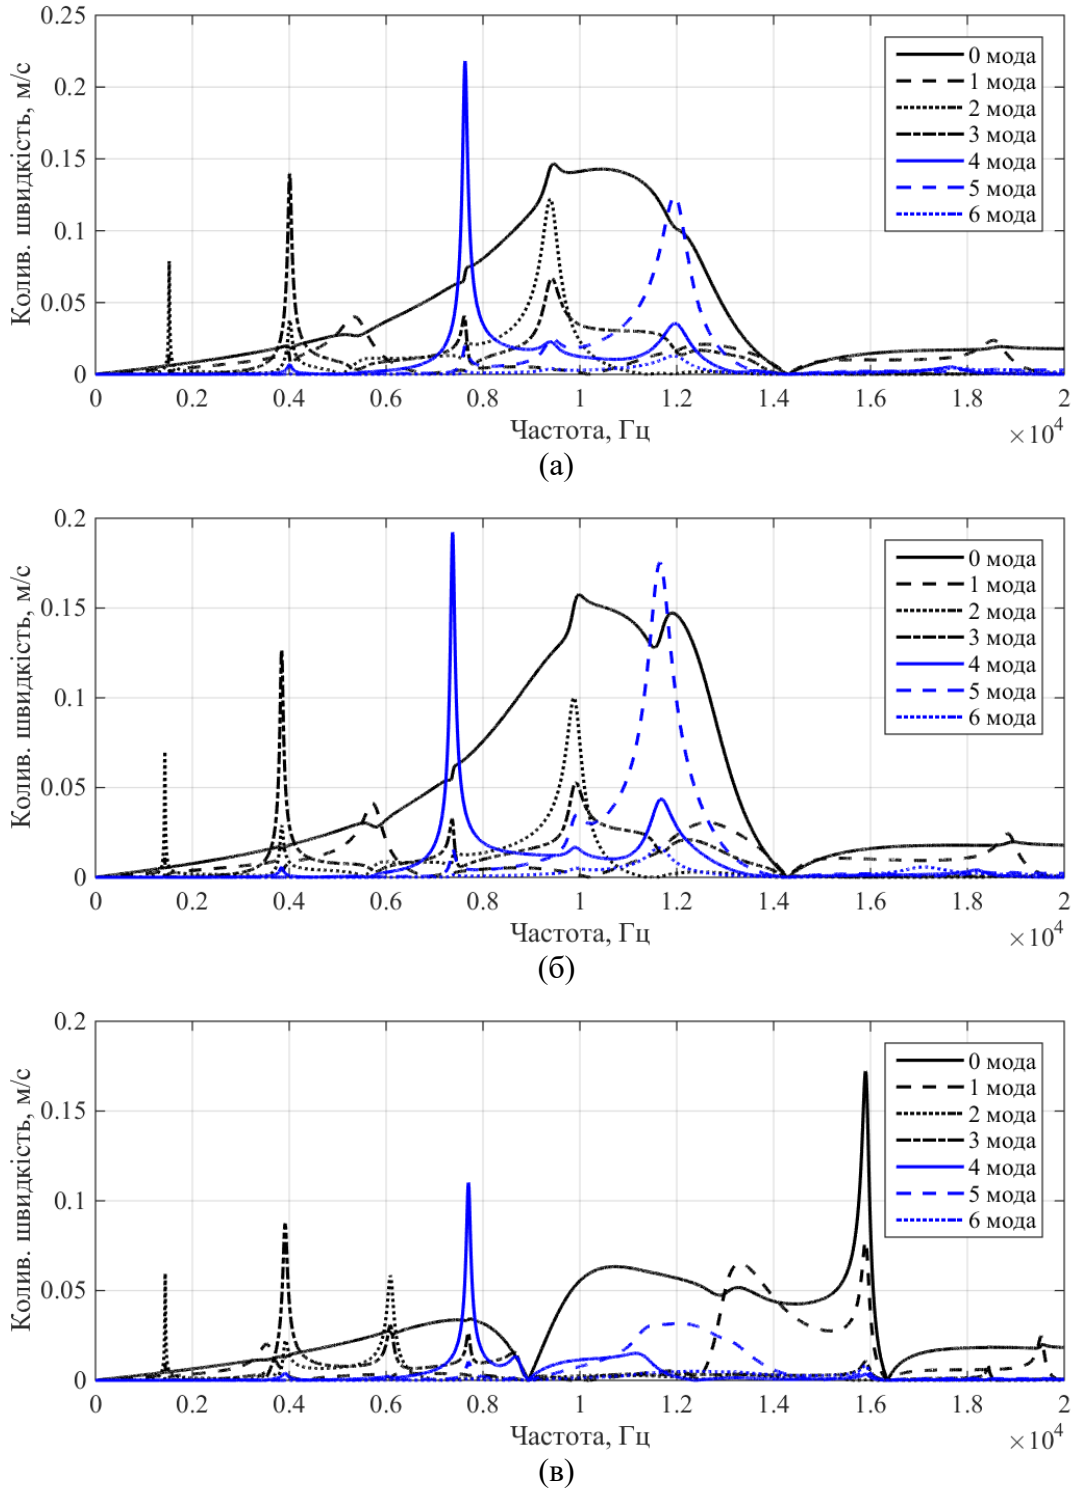 0.25
0.2
0.15
0.1
0.05
0
Колив. швидкість, м/с
0 мода
1 мода
2 мода
3 мода
4 мода
5 мода
6 мода
0 0.2 0.4 0.6 0.8 1 1.2 1.4 1.6 1.8 2
Частота, Гц
×10⁴
(а)
0.2
0.15
0.1
0.05
0
Колив. швидкість, м/с
0 мода
1 мода
2 мода
3 мода
4 мода
5 мода
6 мода
0 0.2 0.4 0.6 0.8 1 1.2 1.4 1.6 1.8 2
Частота, Гц
×10⁴
(б)
0.2
0.15
0.1
0.05
0
Колив. швидкість, м/с
0 мода
1 мода
2 мода
3 мода
4 мода
5 мода
6 мода
0 0.2 0.4 0.6 0.8 1 1.2 1.4 1.6 1.8 2
Частота, Гц
×10⁴
(в)